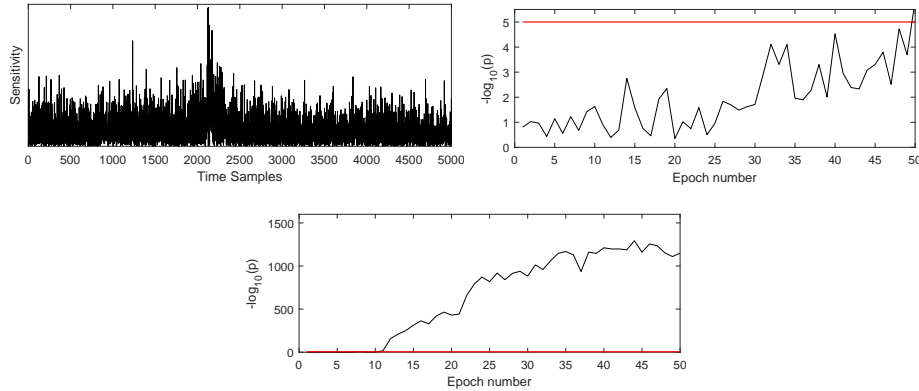 Sensitivity
0 500 1000 1500 2000 2500 3000 3500 4000 4500 5000
Time Samples
5
4
3
2
1
0
-log10(p)
0 5 10 15 20 25 30 35 40 45 50
Epoch number
1500
1000
500
0
-log10(p)
0 5 10 15 20 25 30 35 40 45 50
Epoch number